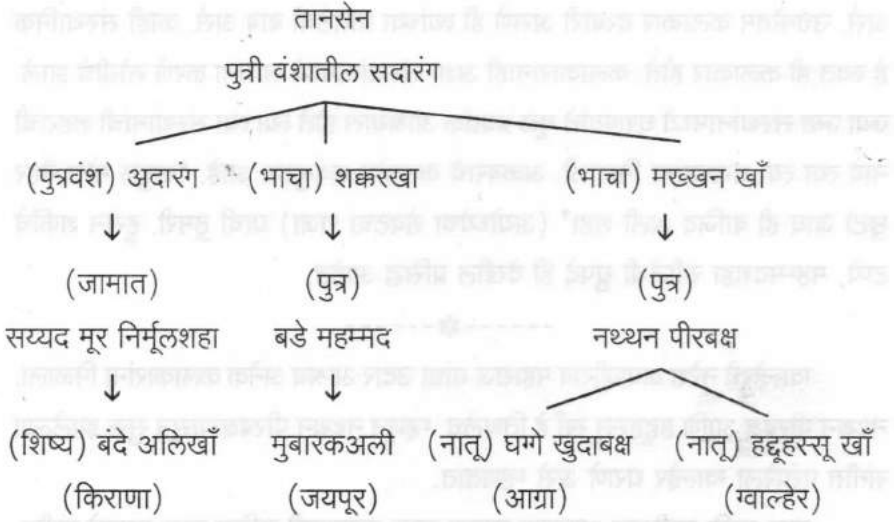 तानसेन
पुत्री वंशातील सदारंग
(पुत्रवंश) अदारंग (भाचा) शक्करखा (भाचा) मख्खन खाँ
↓ ↓ ↓
(जामात) (पुत्र) (पुत्र)
सय्यद मूर निर्मूलशहा बडे महम्मद नथ्थन पीरबक्ष
↓ ↓
(शिष्य) बंदे अलिखाँ मुबारकअली (नातू) घग्गे खुदाबक्ष (नातू) हद्दूहस्सू खाँ
(किराणा) (जयपूर) (आग्रा) (ग्वाल्हेर)